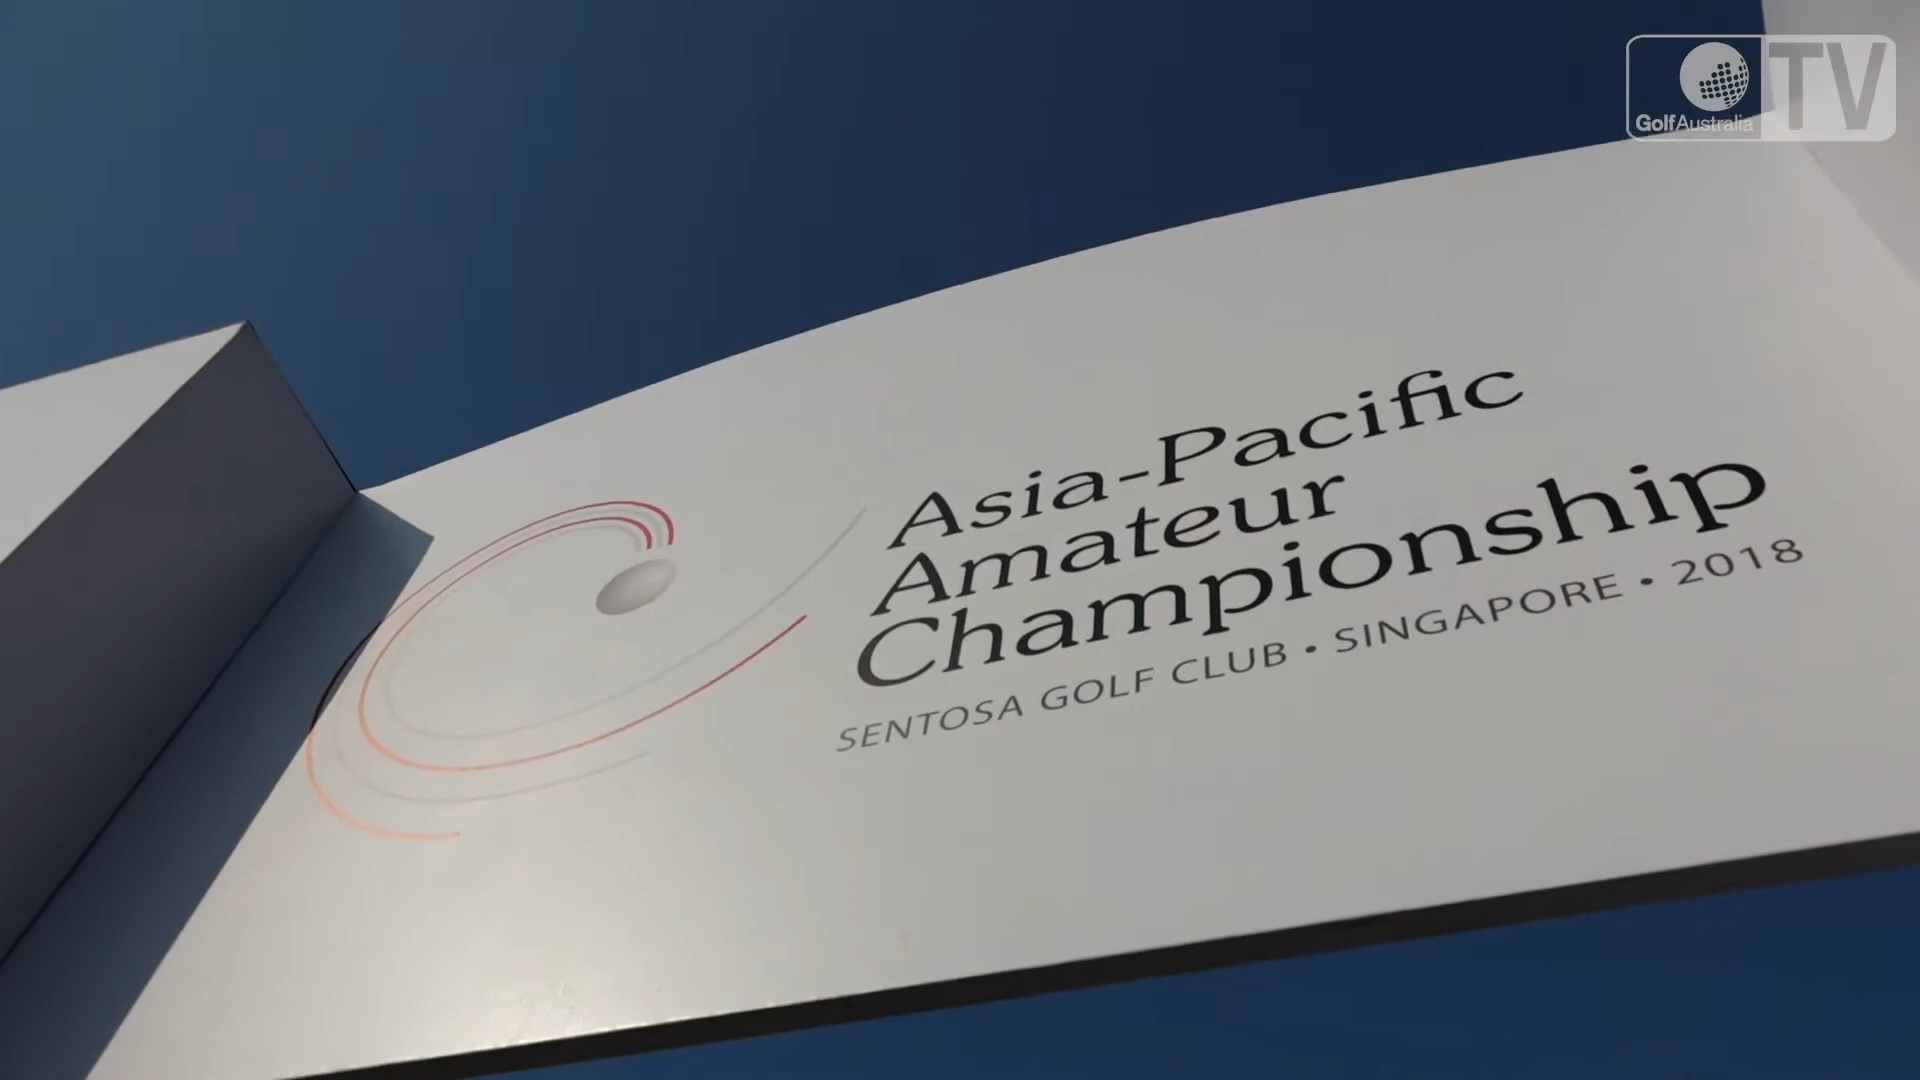 GolfAustralia TV
Asia-Pacific
Amateur
Championship
SENTOSA GOLF CLUB • SINGAPORE • 2018